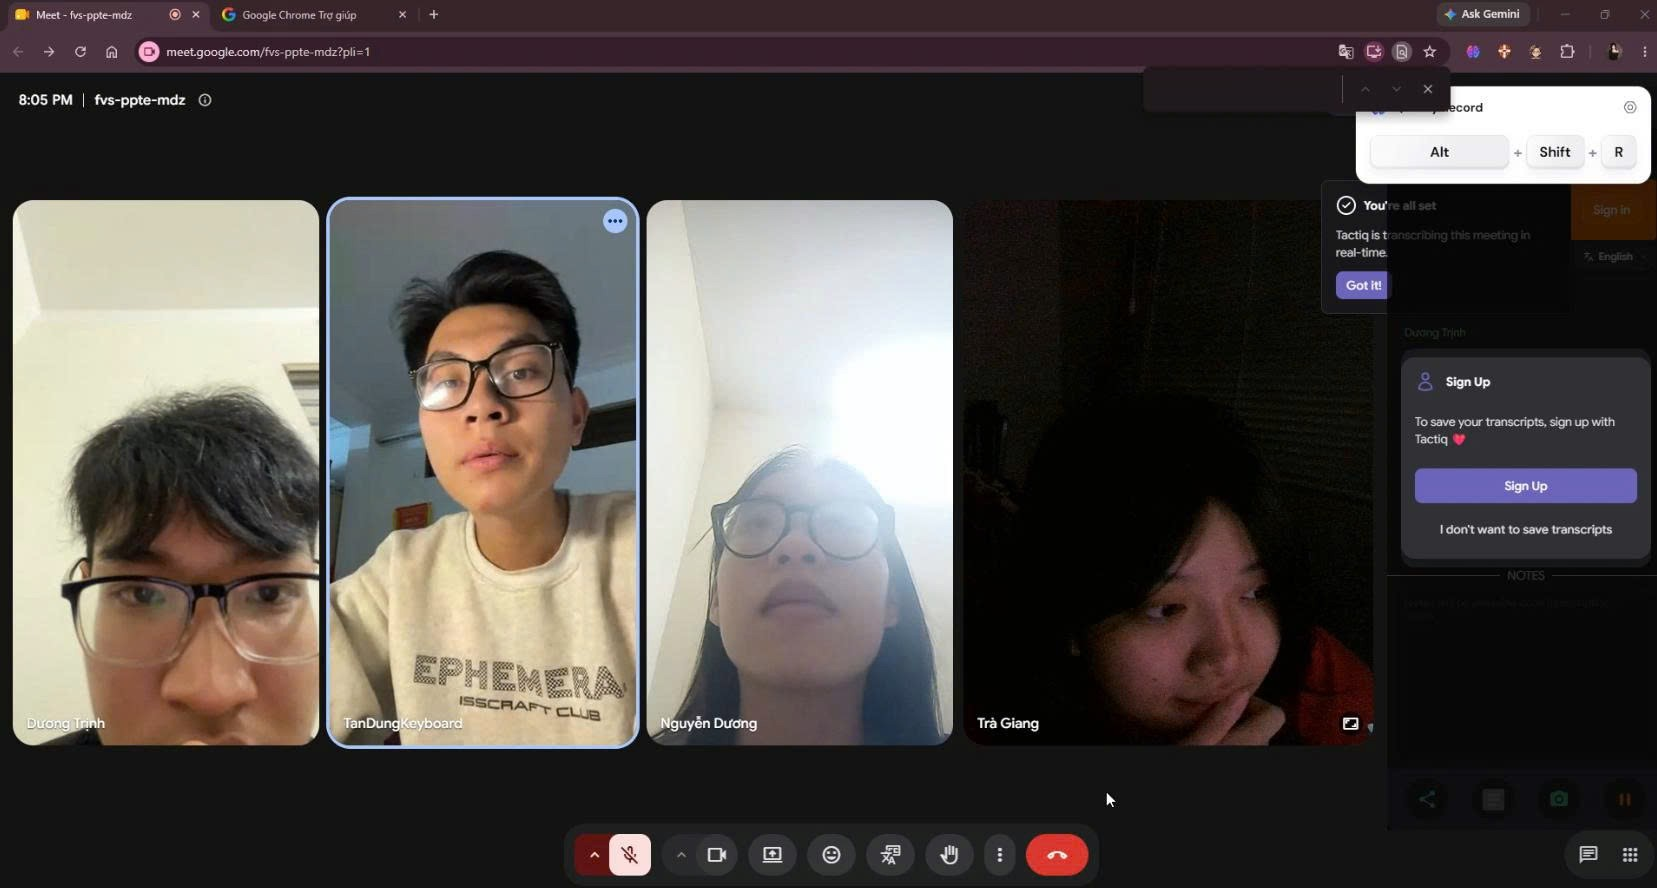 Meet - fvs-ppte-mdz
Google Chrome Trợ giúp
Ask Gemini
meet.google.com/fvs-ppte-mdz?pli=1
8:05 PM | fvs-ppte-mdz
Alt + Shift + R
You're all set
Sign in
Tactiq is transcribing this meeting in
real-time.
English
Got it!
Dương Trịnh
Sign Up
To save your transcripts, sign up with
Tactiq
Sign Up
I don't want to save transcripts
NOTES
EPHEMERA
ISSCRAFT CLUB
Dương Trịnh
TanDungKeyboard
Nguyễn Dương
Trà Giang